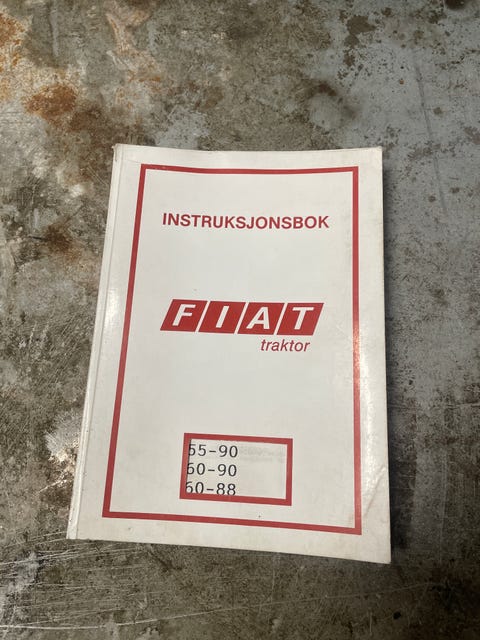 INSTRUKSJONSBOK
FIAT
traktor
55-90
60-90
60-88